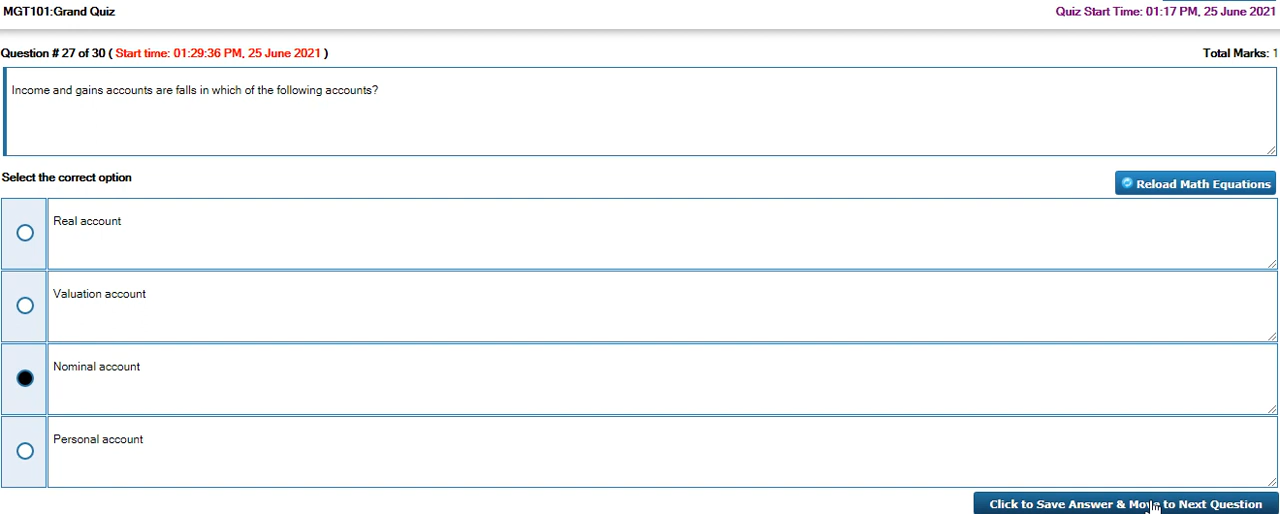 MGT101:Grand Quiz
Quiz Start Time: 01:17 PM, 25 June 2021
Question # 27 of 30 ( Start time: 01:29:36 PM, 25 June 2021 )
Total Marks: 1
Income and gains accounts are falls in which of the following accounts?
Select the correct option
Reload Math Equations
Real account
Valuation account
Nominal account
Personal account
Click to Save Answer & Move to Next Question